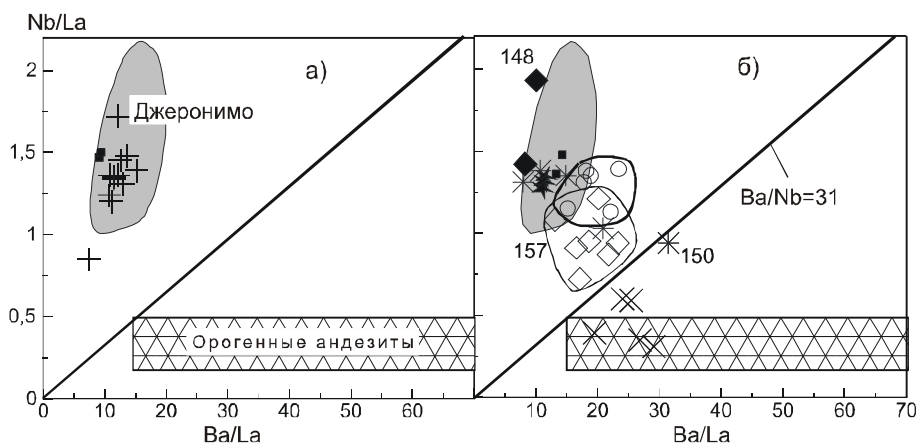 Nb/La
2
а)
148
б)
Джеронимо
1,5
Ba/Nb=31
1
157
150
0,5
Орогенные андезиты
0
0 10 20 30 40 50 60
10 20 30 40 50 60 70
Ba/La
Ba/La